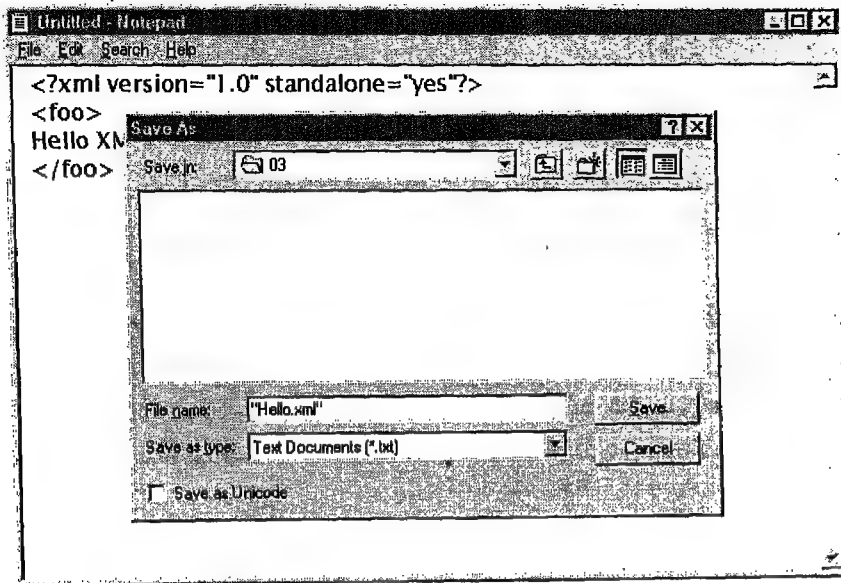 Untitled - Notepad
File Edit Search Help
<?xml version="1.0" standalone="yes"?>
<foo>
Hello XM
</foo>
Save As
Save in: 03
File name: "Hello.xml"
Save
Save as type: Text Documents (*.txt)
Cancel
Save as Unicode